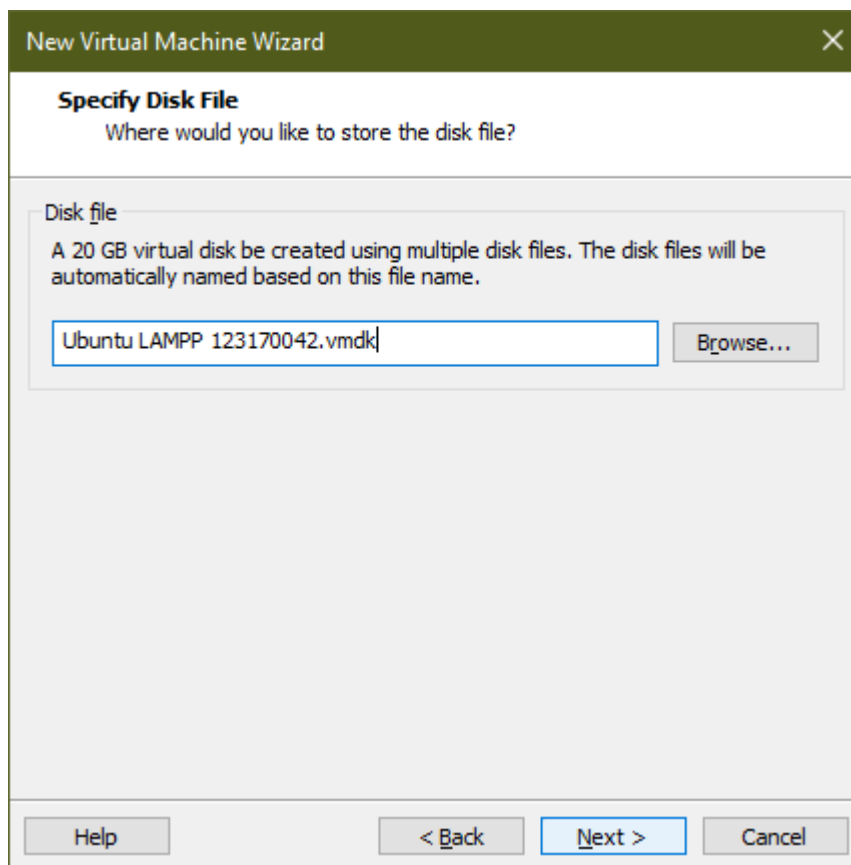 New Virtual Machine Wizard
Specify Disk File
Where would you like to store the disk file?
Disk file
A 20 GB virtual disk be created using multiple disk files. The disk files will be
automatically named based on this file name.
Ubuntu LAMPP 123170042.vmdk
Browse...
Help
< Back
Next >
Cancel